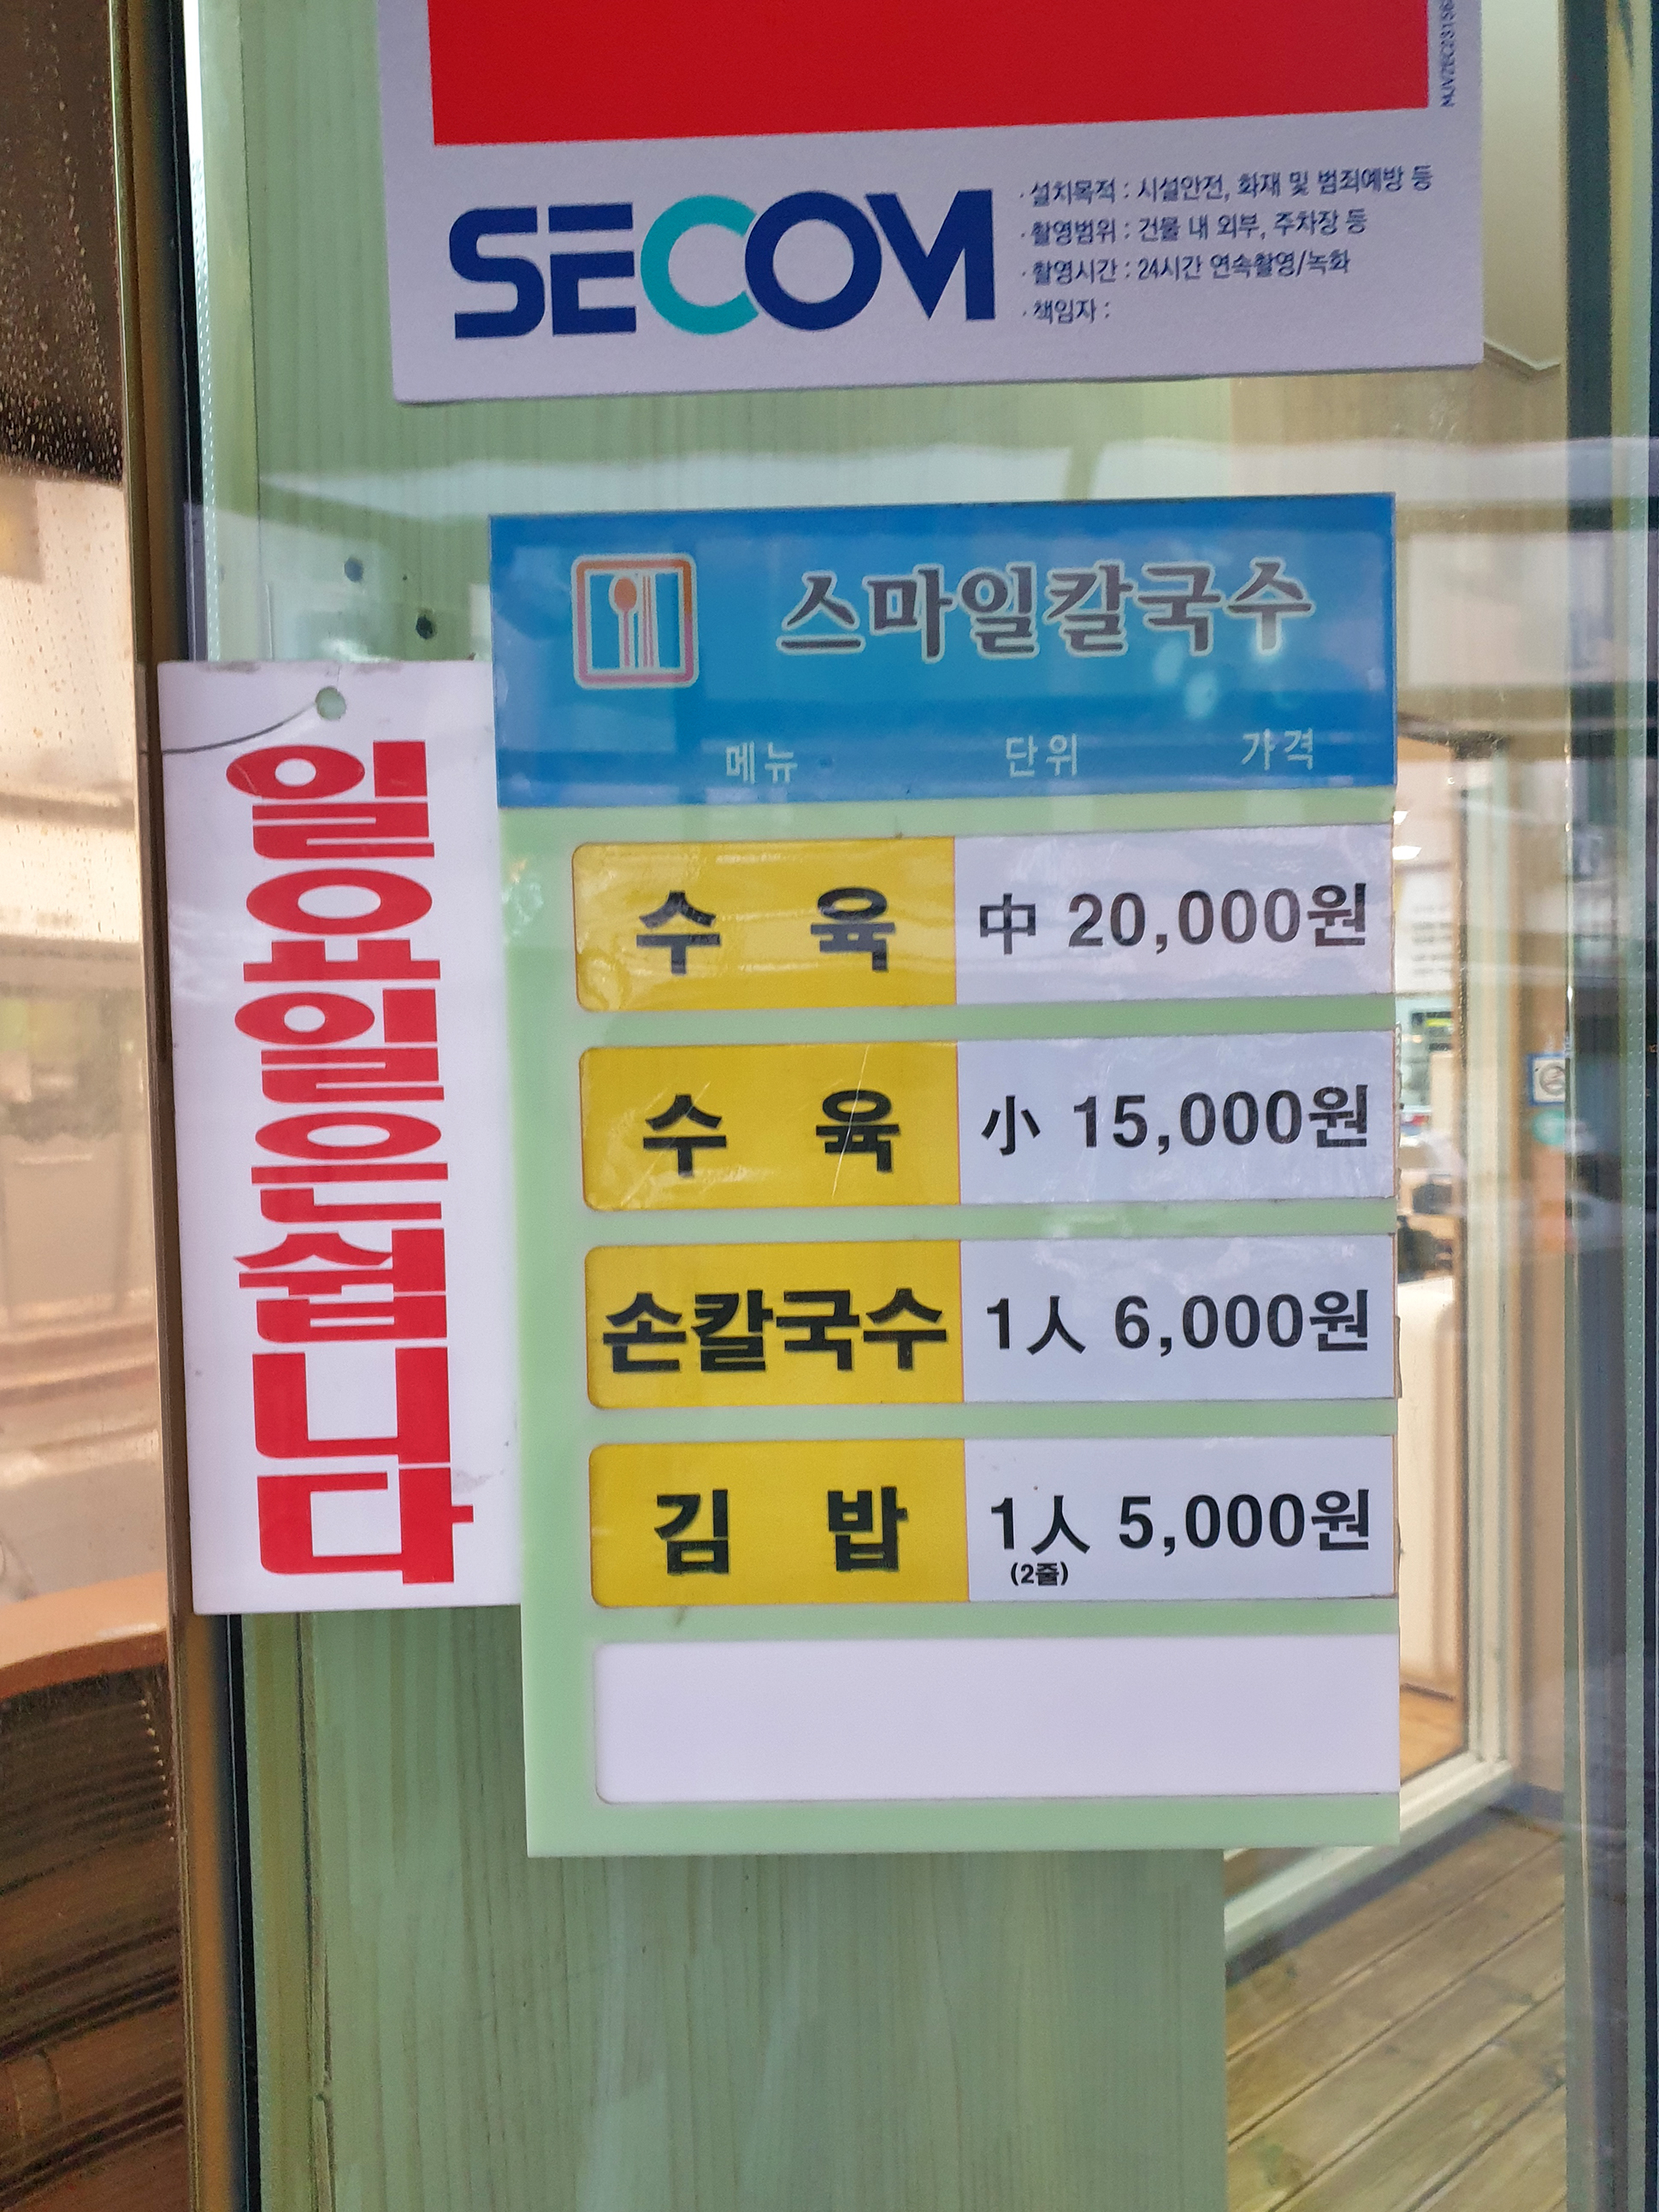 SECOM
· 설치목적 : 시설안전, 화재 및 범죄예방 등
· 촬영범위 : 건물 내 외부, 주차장 등
· 촬영시간 : 24시간 연속촬영/녹화
· 책임자 :
스마일칼국수
메뉴 단위 가격
수 육 中 20,000원
수 육 小 15,000원
손칼국수 1人 6,000원
김 밥 1人 5,000원
(2줄)
일요일은쉽니다